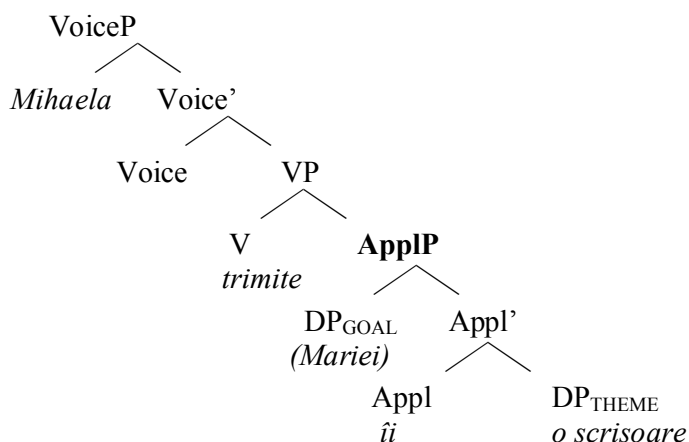 VoiceP
Mihaela Voice’
Voice VP
V ApplP
trimite
DPGOAL Appl’
(Mariei)
Appl DPTHEME
îi o scrisoare